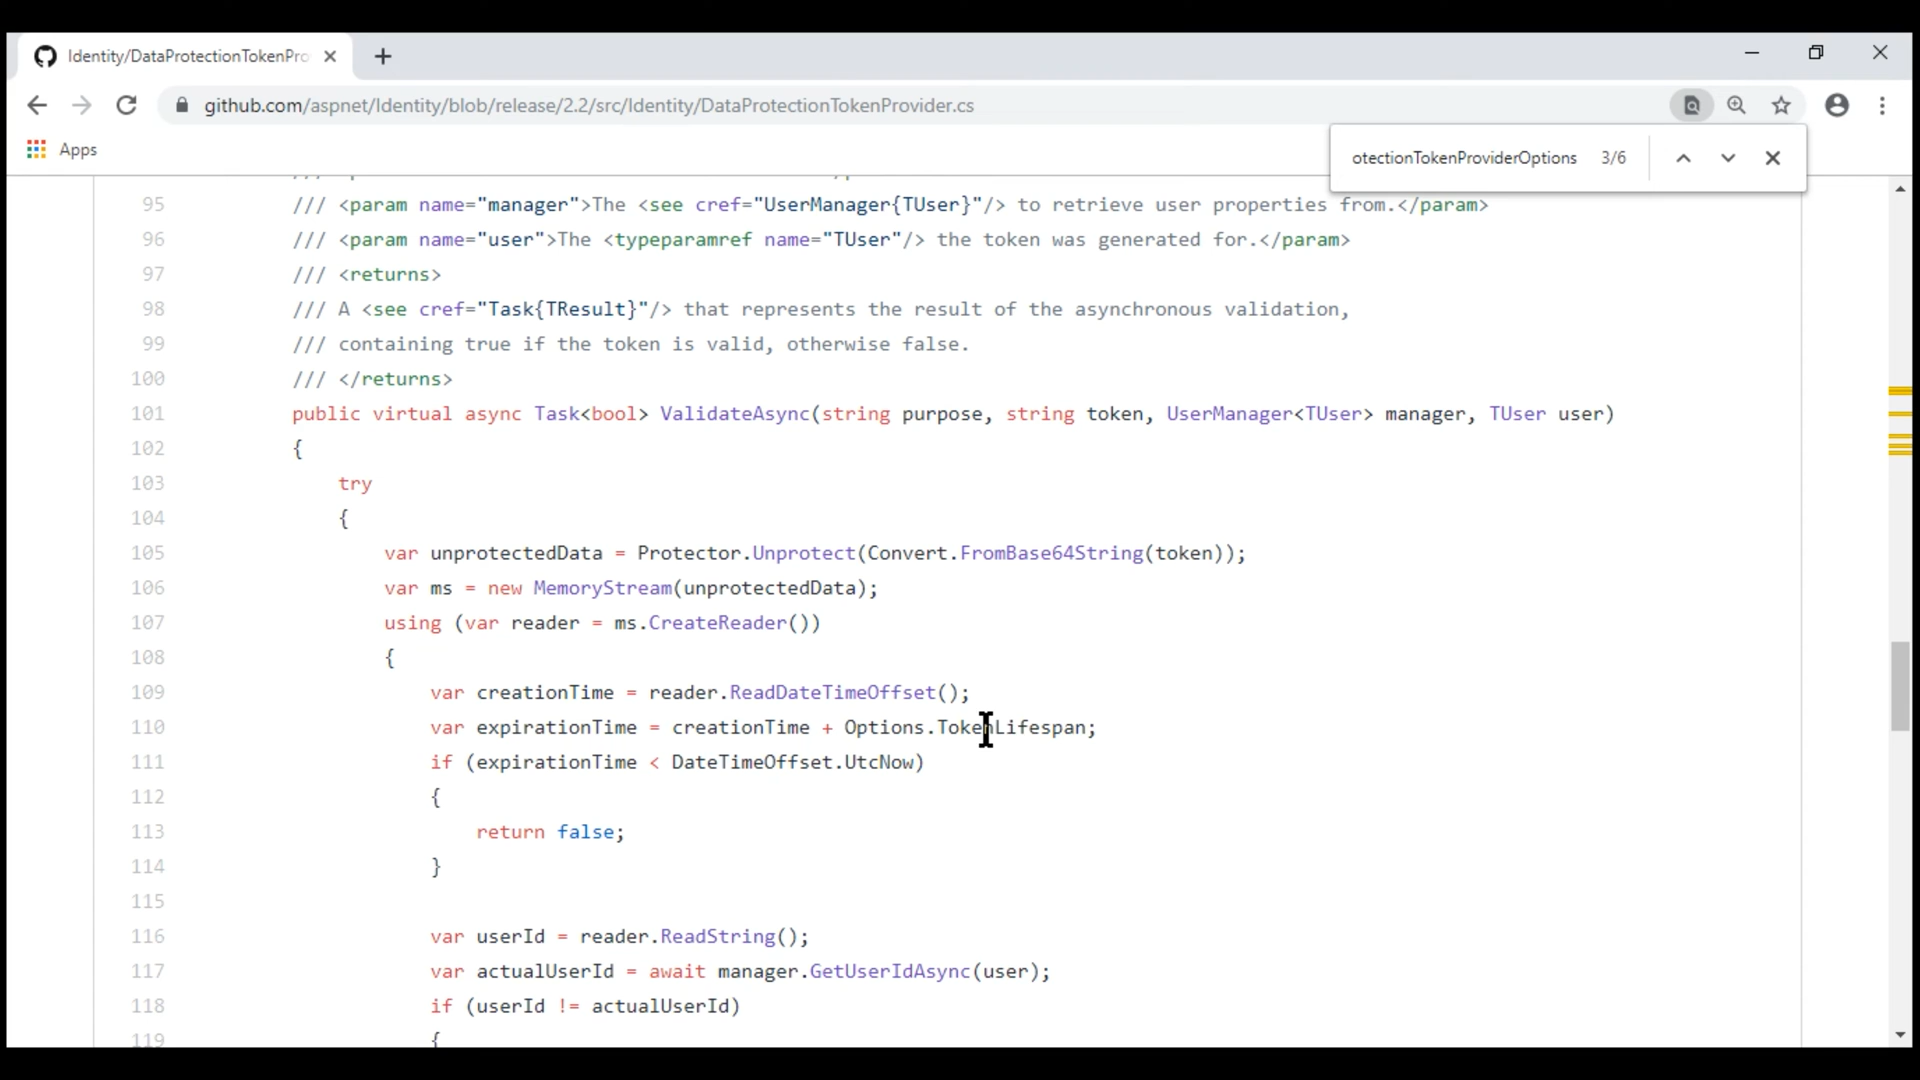 Identity/DataProtectionTokenPro
github.com/aspnet/Identity/blob/release/2.2/src/Identity/DataProtectionTokenProvider.cs
Apps
otectionTokenProviderOptions 3/6
95 /// <param name="manager">The <see cref="UserManager{TUser}"/> to retrieve user properties from.</param>
96 /// <param name="user">The <typeparamref name="TUser"/> the token was generated for.</param>
97 /// <returns>
98 /// A <see cref="Task{TResult}"/> that represents the result of the asynchronous validation,
99 /// containing true if the token is valid, otherwise false.
100 /// </returns>
101 public virtual async Task<bool> ValidateAsync(string purpose, string token, UserManager<TUser> manager, TUser user)
102 {
103 try
104 {
105 var unprotectedData = Protector.Unprotect(Convert.FromBase64String(token));
106 var ms = new MemoryStream(unprotectedData);
107 using (var reader = ms.CreateReader())
108 {
109 var creationTime = reader.ReadDateTimeOffset();
110 var expirationTime = creationTime + Options.TokenLifespan;
111 if (expirationTime < DateTimeOffset.UtcNow)
112 {
113 return false;
114 }
115
116 var userId = reader.ReadString();
117 var actualUserId = await manager.GetUserIdAsync(user);
118 if (userId != actualUserId)
119 {